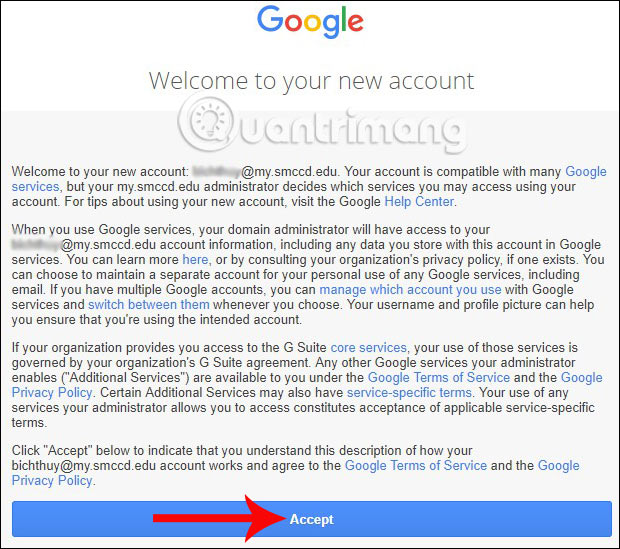 Google
Welcome to your new account
Quantrimang
Welcome to your new account: @my.smccd.edu. Your account is compatible with many Google
services, but your my.smccd.edu administrator decides which services you may access using your
account. For tips about using your new account, visit the Google Help Center.
When you use Google services, your domain administrator will have access to your
@my.smccd.edu account information, including any data you store with this account in Google
services. You can learn more here, or by consulting your organization's privacy policy, if one exists. You
can choose to maintain a separate account for your personal use of any Google services, including
email. If you have multiple Google accounts, you can manage which account you use with Google
services and switch between them whenever you choose. Your username and profile picture can help
you ensure that you're using the intended account.
If your organization provides you access to the G Suite core services, your use of those services is
governed by your organization's G Suite agreement. Any other Google services your administrator
enables ("Additional Services") are available to you under the Google Terms of Service and the Google
Privacy Policy. Certain Additional Services may also have service-specific terms. Your use of any
services your administrator allows you to access constitutes acceptance of applicable service-specific
terms.
Click "Accept" below to indicate that you understand this description of how your
bichthuy@my.smccd.edu account works and agree to the Google Terms of Service and the Google
Privacy Policy.
Accept